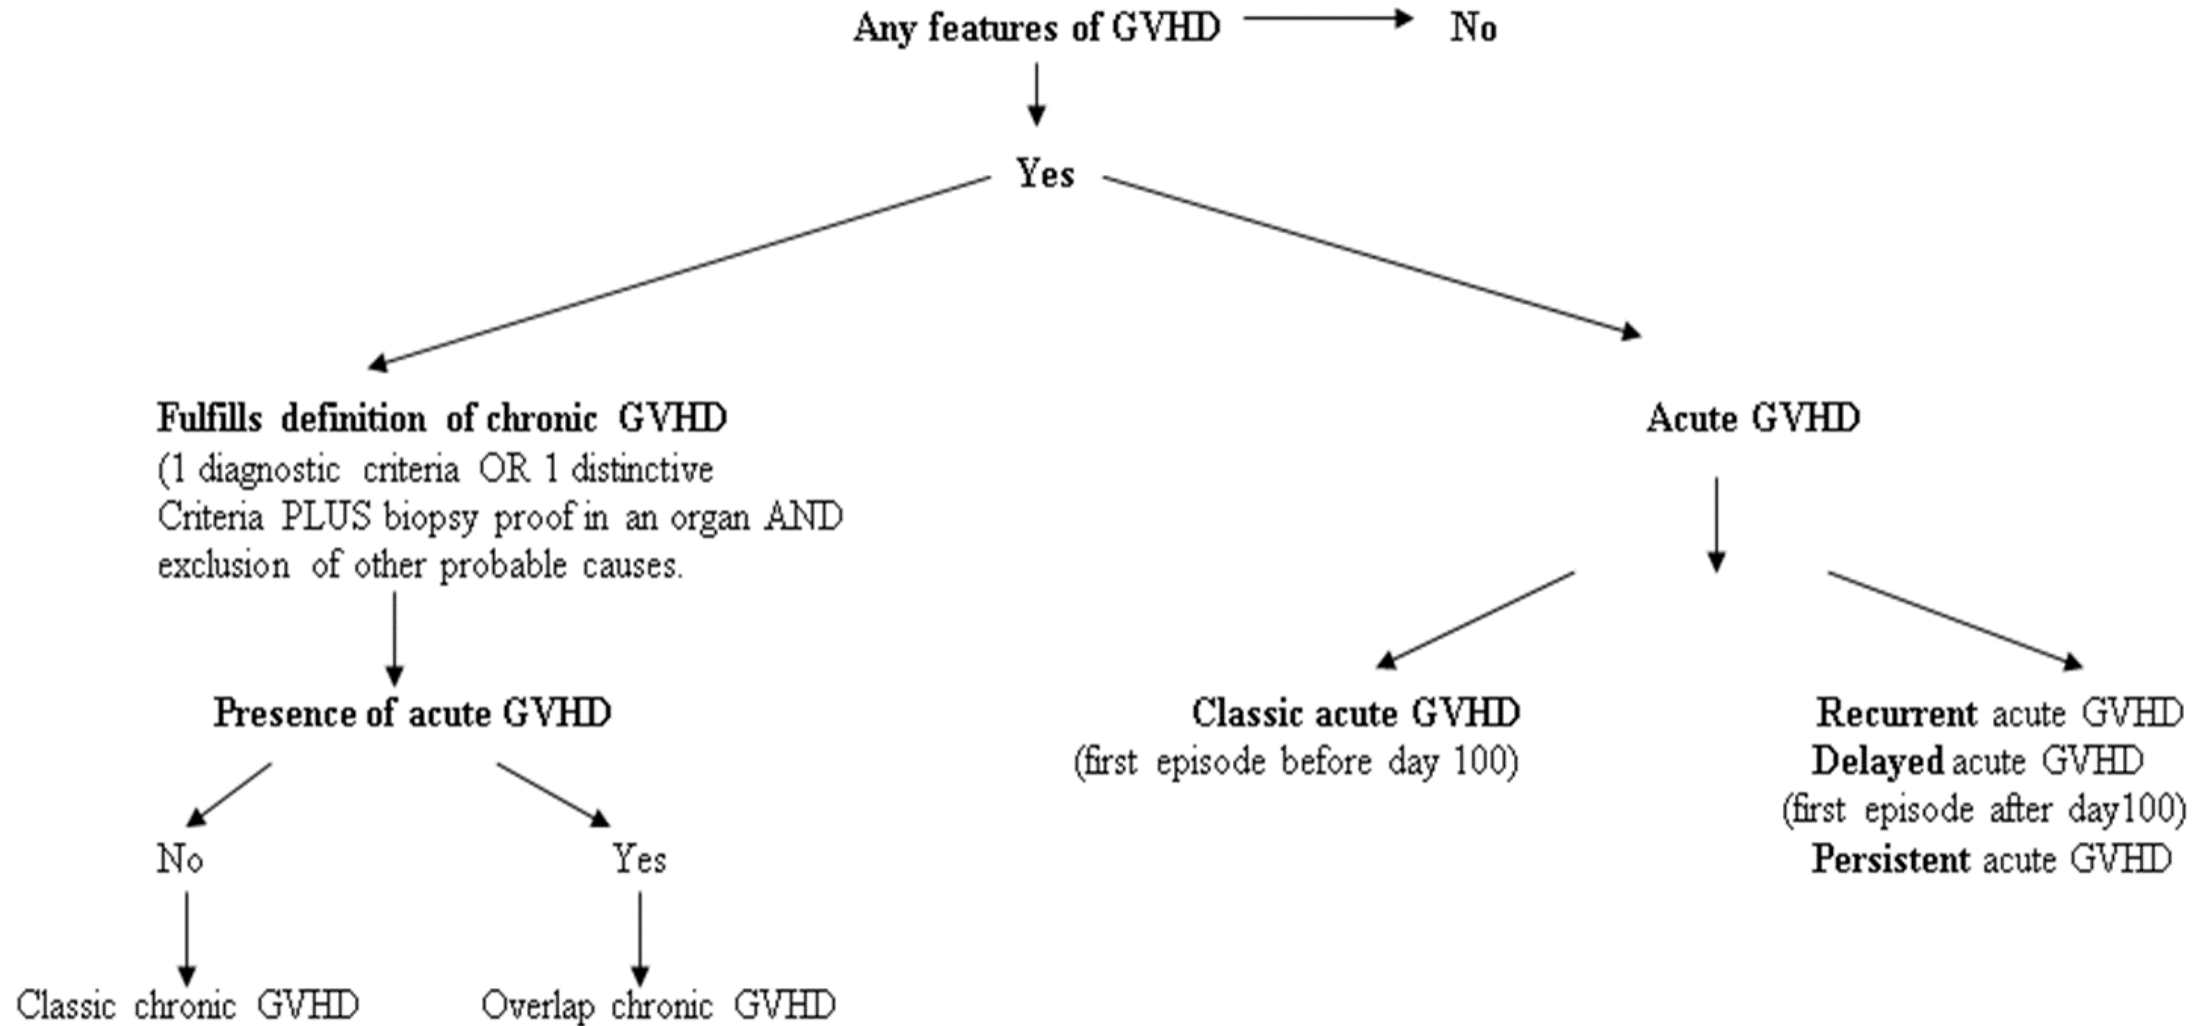 Any features of GVHD
No
Yes
Fulfills definition of chronic GVHD
(1 diagnostic criteria OR 1 distinctive
Criteria PLUS biopsy proof in an organ AND
exclusion of other probable causes.
Acute GVHD
Presence of acute GVHD
Classic acute GVHD
(first episode before day 100)
Recurrent acute GVHD
Delayed acute GVHD
(first episode after day100)
Persistent acute GVHD
No
Yes
Classic chronic GVHD
Overlap chronic GVHD